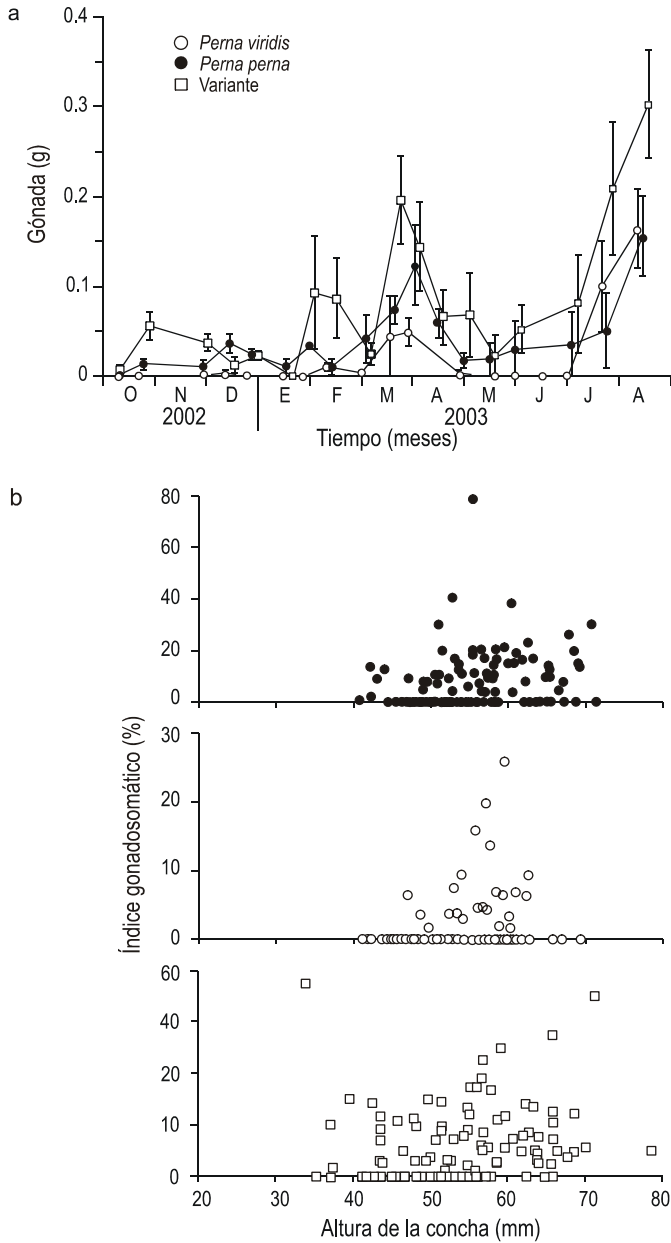 a
0.4
0.3
0.2
0.1
0
Gónada (g)
Perna viridis
Perna perna
Variante
O N D E F M A M J J A
2002 2003
Tiempo (meses)
b
80
60
40
20
0
30
20
10
0
60
40
20
10
0
Índice gonadosomático (%)
20 30 40 50 60 70 80
Altura de la concha (mm)